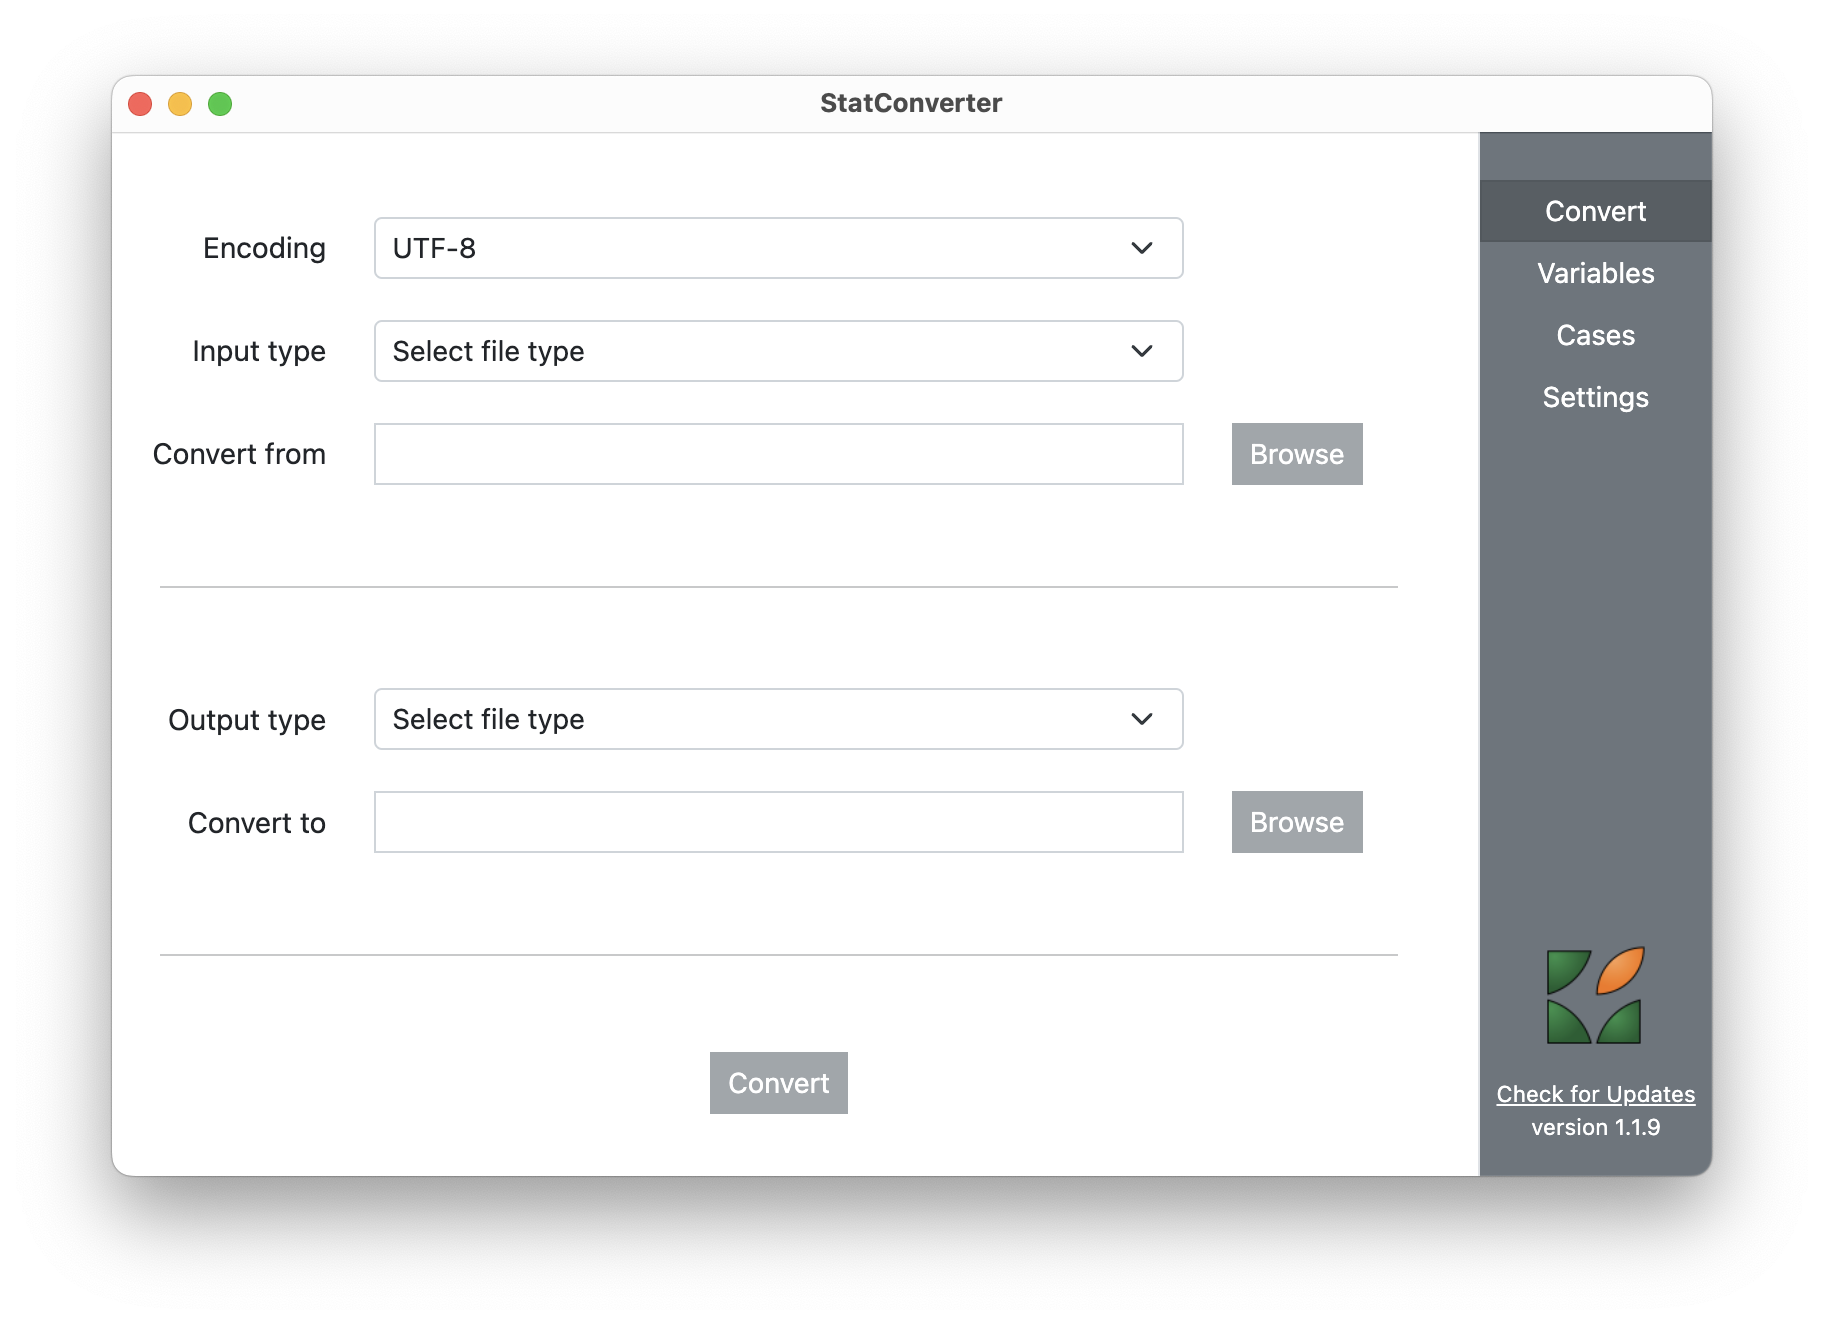 StatConverter
Encoding
UTF-8
Input type
Select file type
Convert from
Browse
Output type
Select file type
Convert to
Browse
Convert
Convert
Variables
Cases
Settings
Check for Updates
version 1.1.9